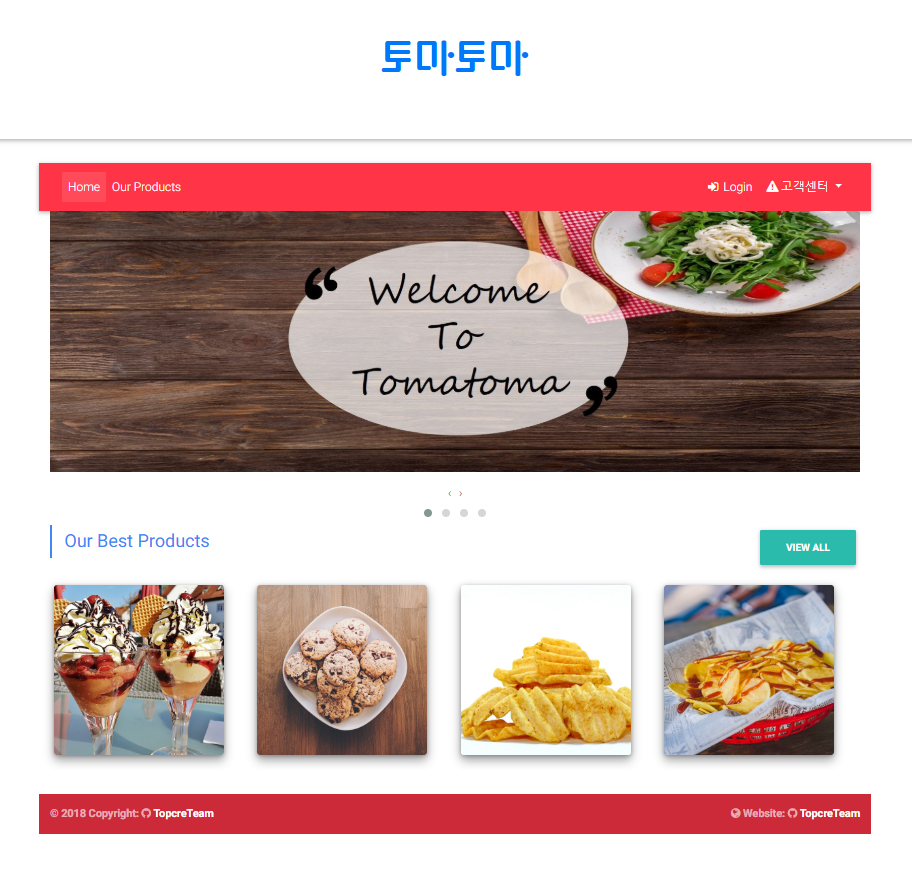 토마토마
Home Our Products Login 고객센터
“ Welcome
To
Tomatoma ”
‹ ›
Our Best Products VIEW ALL
© 2018 Copyright: TopcreTeam Website: TopcreTeam